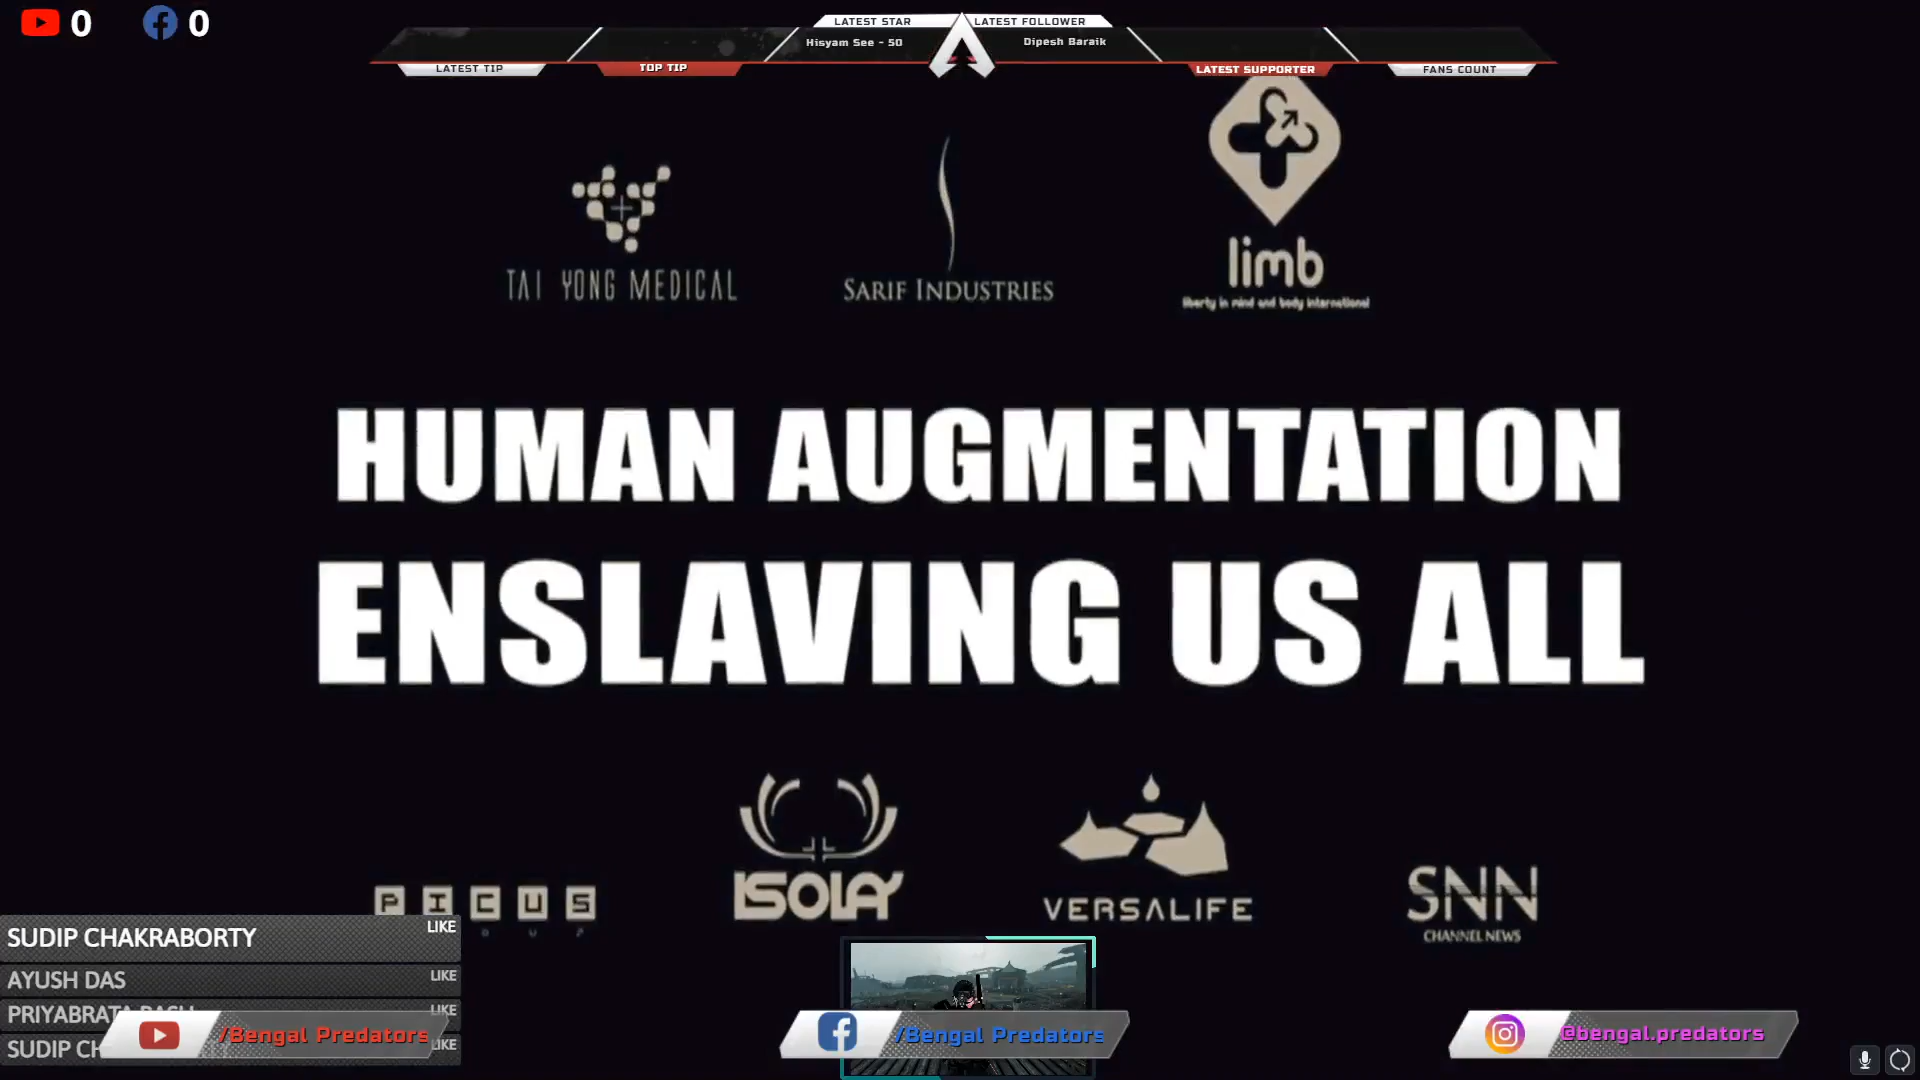 0 0
LATEST STAR LATEST FOLLOWER
Hisyam See - 50 Dipesh Baraik
LATEST TIP TOP TIP LATEST SUPPORTER FANS COUNT
TAI YONG MEDICAL
SARIF INDUSTRIES
limb
liberty in mind and body international
HUMAN AUGMENTATION
ENSLAVING US ALL
PICUS
ISOLAY
VERSALIFE
SNN
CHANNEL NEWS
SUDIP CHAKRABORTY LIKE
AYUSH DAS LIKE
PRIYABRATA LIKE
SUDIP LIKE
/Bengal Predators
/Bengal Predators
@bengal.predators